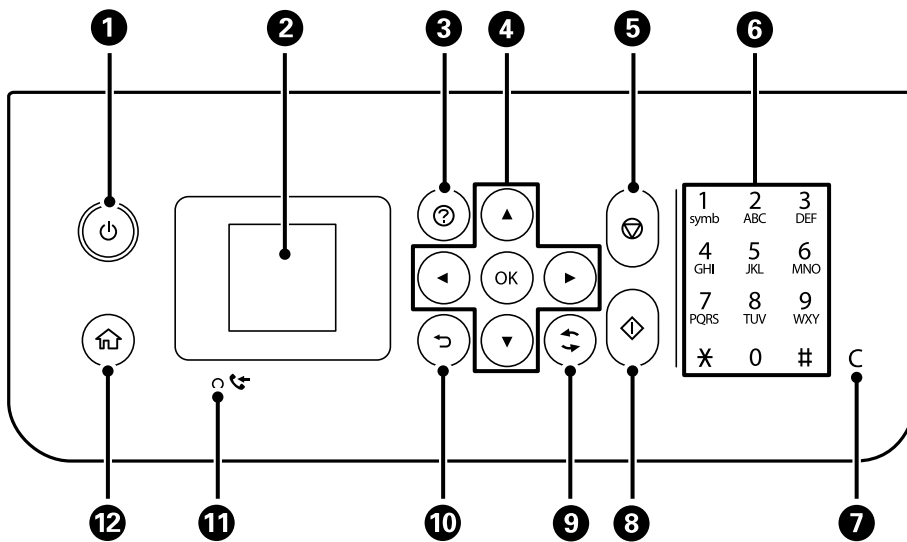 1 2 3 4 5 6
1 2 3
symb ABC DEF
?
OK
4 5 6
GHI JKL MNO
7 8 9
PQRS TUV WXY
* 0 #
C
12 11 10 9 8 7